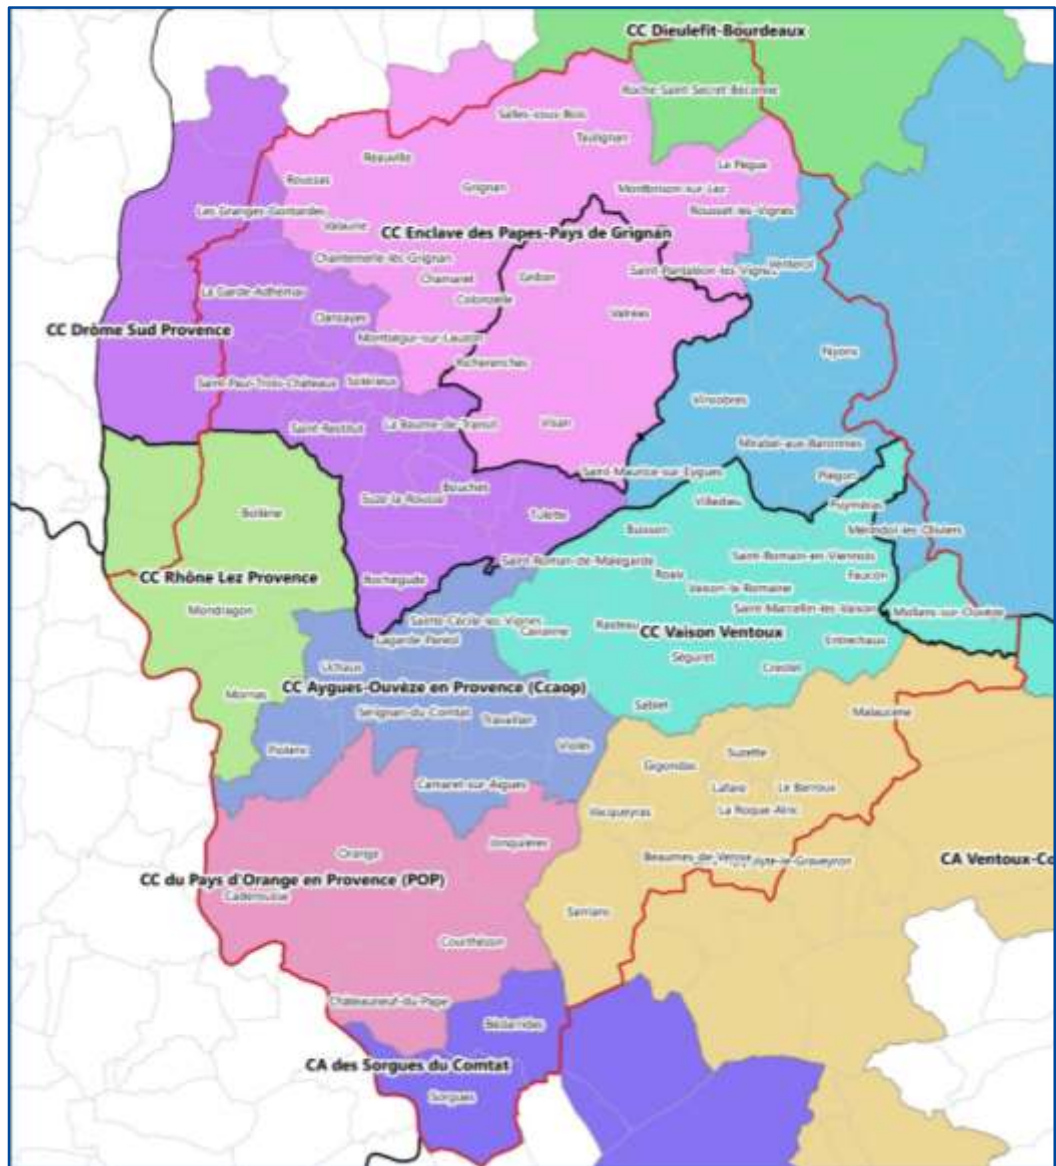 CC Dieulefit-Bourdeaux
Roche-Saint-Secret-Béconne
Salles-sous-Bois
Taulignan
Réauville
Le Pègue
Rousses
Grignan
Montbrison-sur-Lez
Les Granges-Gontardes
Rousset-les-Vignes
Valaurie
CC Enclave des Papes-Pays de Grignan
Chantemerle-lès-Grignan
Saint-Pantaléon-les-Vignes
Venterol
Chamaret
Grillon
La Garde-Adhémar
Colonzelle
Clansayes
Valréas
CC Drôme Sud Provence
Montségur-sur-Lauzon
Nyons
Richerenches
Saint-Paul-Trois-Châteaux
Solérieux
Vinsobres
Saint-Restitut
La Baume-de-Transit
Visan
Mirabel-aux-Baronnies
Saint-Maurice-sur-Eygues
Piégon
Bouchet
Suze-la-Rousse
Villedieu
Puyméras
Bollène
Tulette
Buisson
Mérindol-les-Oliviers
Saint-Romain-en-Viennois
Saint-Roman-de-Malegarde
Roaix
Faucon
CC Rhône Lez Provence
Rochegude
Vaison-la-Romaine
Mondragon
Saint-Marcellin-lès-Vaison
Mollans-sur-Ouvèze
Sainte-Cécile-les-Vignes
Cairanne
Rasteau
CC Vaison Ventoux
Lagarde-Paréol
Entrechaux
Séguret
Uchaux
Crestet
CC Aygues-Ouvèze en Provence (Ccaop)
Mornas
Sablet
Sérignan-du-Comtat
Travaillan
Malaucène
Piolenc
Violès
Suzette
Gigondas
Camaret-sur-Aigues
Lafare
Le Barroux
Vacqueyras
La Roque-Alric
Jonquières
Orange
Beaumes-de-Venise
CA Ventoux-Co
CC du Pays d'Orange en Provence (POP)
Caderousse
Sarrians
Courthézon
Châteauneuf-du-Pape
Bédarrides
CA des Sorgues du Comtat
Sorgues